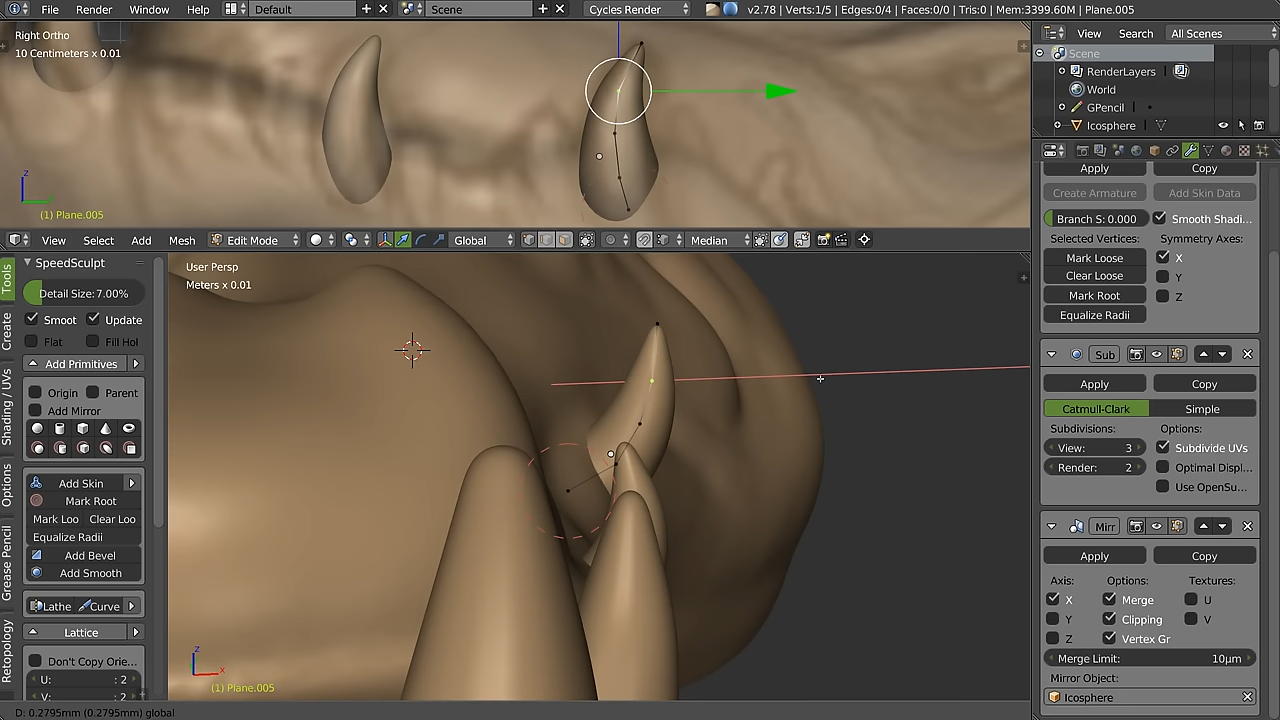 File Render Window Help Default Scene Cycles Render v2.78 | Verts:1/5 | Edges:0/4 | Faces:0/0 | Tris:0 | Mem:3399.60M | Plane.005
Right Ortho
10 Centimeters x 0.01
z
(1) Plane.005
View Select Add Mesh Edit Mode Global Median
View Search All Scenes
Scene
RenderLayers
World
GPencil
Icosphere
Apply Copy
Create Armature Add Skin Data
Branch S: 0.000 Smooth Shadi...
Selected Vertices: Symmetry Axes:
Mark Loose X
Clear Loose Y
Mark Root Z
Equalize Radii
Sub
Apply Copy
Catmull-Clark Simple
Subdivisions: Options:
View: 3 Subdivide UVs
Render: 2 Optimal Displ...
Use OpenSu...
Mirr
Apply Copy
Axis: Options: Textures:
X Merge U
Y Clipping V
Z Vertex Gr
Merge Limit: 10µm
Mirror Object:
Icosphere
Tools
Create
Shading / UVs
Options
Grease Pencil
Retopology
SpeedSculpt
Detail Size: 7.00%
Smoot Update
Flat Fill Hol
Add Primitives
Origin Parent
Add Mirror
Add Skin
Mark Root
Mark Loo Clear Loo
Equalize Radii
Add Bevel
Add Smooth
Lathe Curve
Lattice
Don't Copy Orie...
U: : 2
V: : 2
User Persp
Meters x 0.01
z
x
(1) Plane.005
D: 0.2795mm (0.2795mm) global